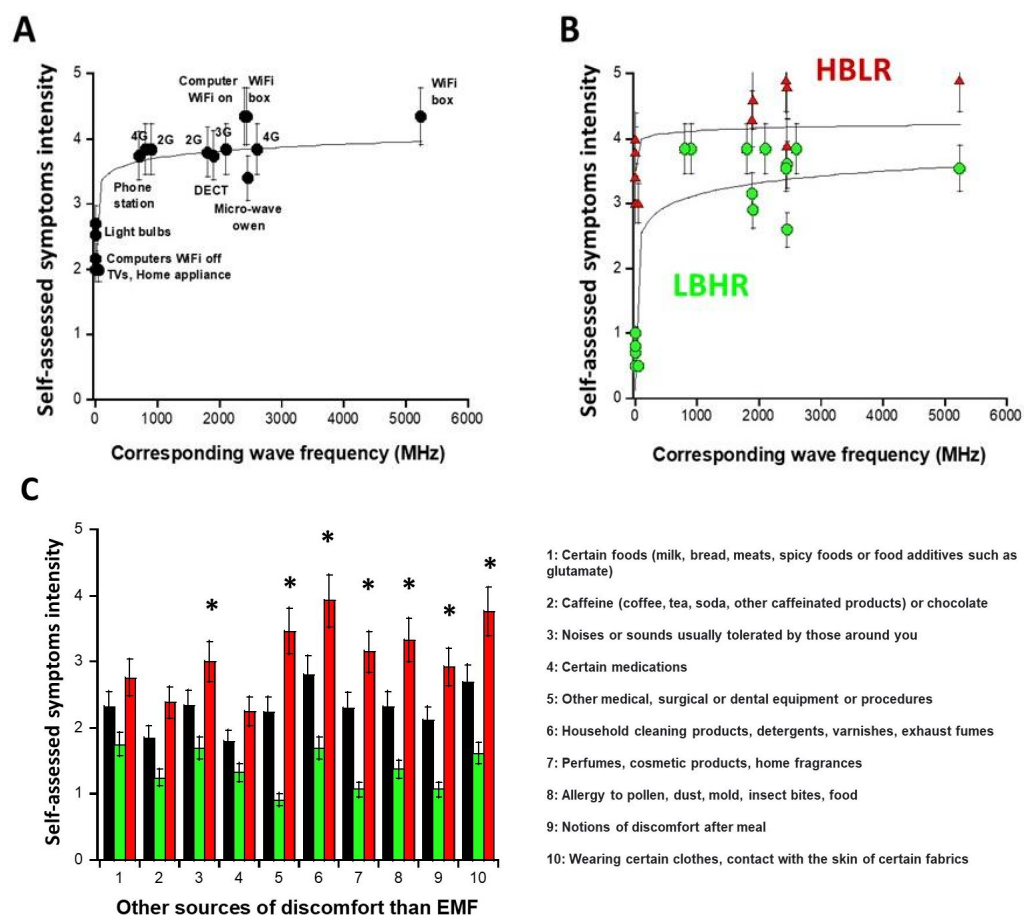 A
B
Self-assessed symptoms intensity
5
4
3
2
1
0
Computer
WiFi on
WiFi
box
WiFi
box
4G
2G
2G
3G
4G
Phone
station
DECT
Micro-wave
owen
Light bulbs
Computers WiFi off
TVs, Home appliance
0 1000 2000 3000 4000 5000 6000
Corresponding wave frequency (MHz)
Self-assessed symptoms intensity
5
4
3
2
1
0
HBLR
LBHR
0 1000 2000 3000 4000 5000 6000
Corresponding wave frequency (MHz)
C
Self-assessed symptoms intensity
5
4
3
2
1
0
* * * * * * *
1 2 3 4 5 6 7 8 9 10
Other sources of discomfort than EMF
1: Certain foods (milk, bread, meats, spicy foods or food additives such as
glutamate)
2: Caffeine (coffee, tea, soda, other caffeinated products) or chocolate
3: Noises or sounds usually tolerated by those around you
4: Certain medications
5: Other medical, surgical or dental equipment or procedures
6: Household cleaning products, detergents, varnishes, exhaust fumes
7: Perfumes, cosmetic products, home fragrances
8: Allergy to pollen, dust, mold, insect bites, food
9: Notions of discomfort after meal
10: Wearing certain clothes, contact with the skin of certain fabrics